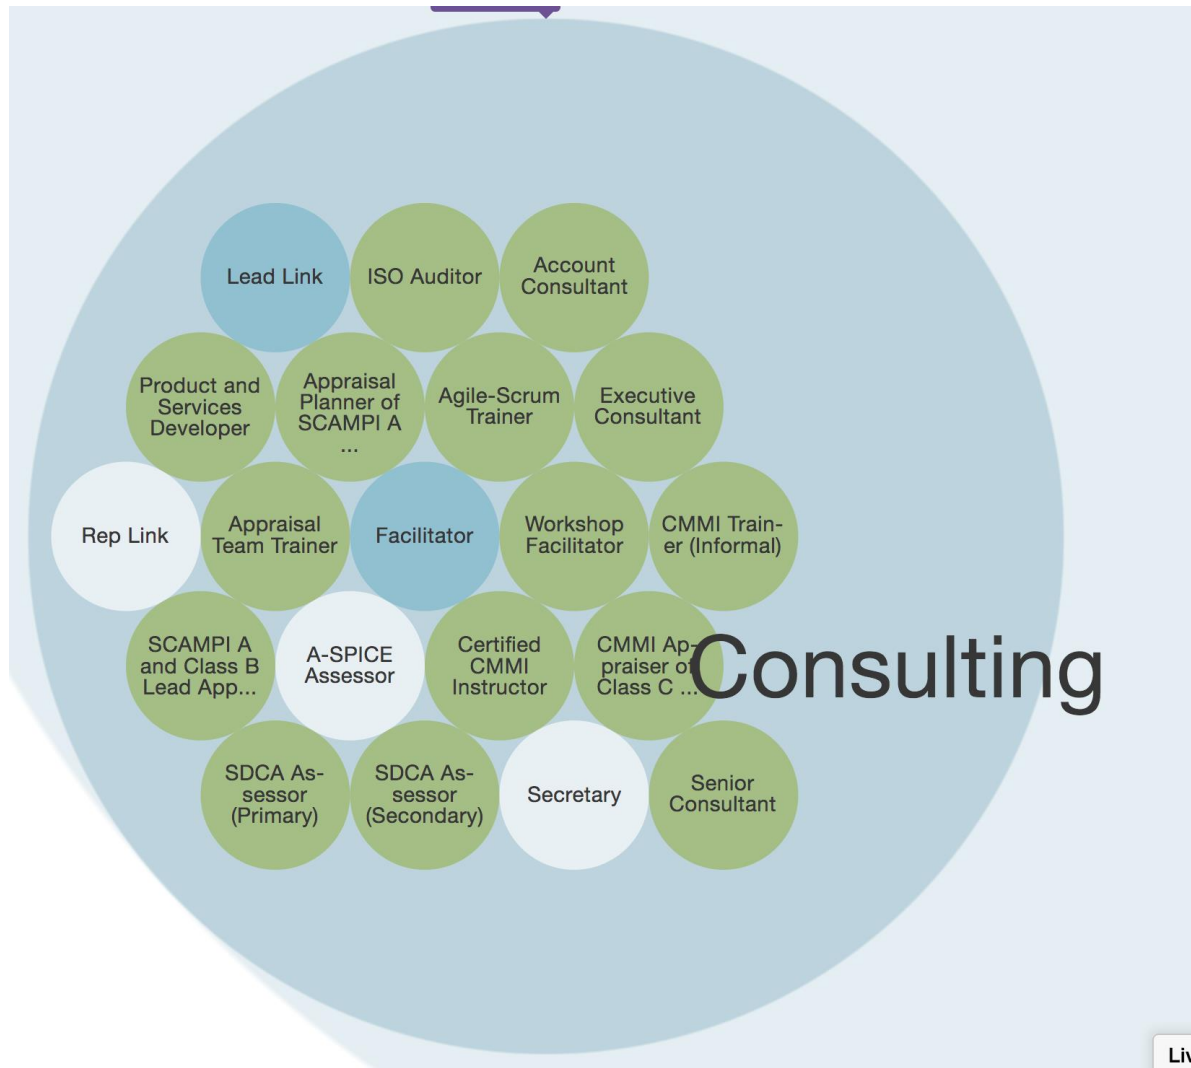 Lead Link
ISO Auditor
Account
Consultant
Product and
Services
Developer
Appraisal
Planner of
SCAMPI A
...
Agile-Scrum
Trainer
Executive
Consultant
Rep Link
Appraisal
Team Trainer
Facilitator
Workshop
Facilitator
CMMI Train-
er (Informal)
SCAMPI A
and Class B
Lead App...
A-SPICE
Assessor
Certified
CMMI
Instructor
CMMI Ap-
praiser of
Class C ...
Consulting
SDCA As-
sessor
(Primary)
SDCA As-
sessor
(Secondary)
Secretary
Senior
Consultant